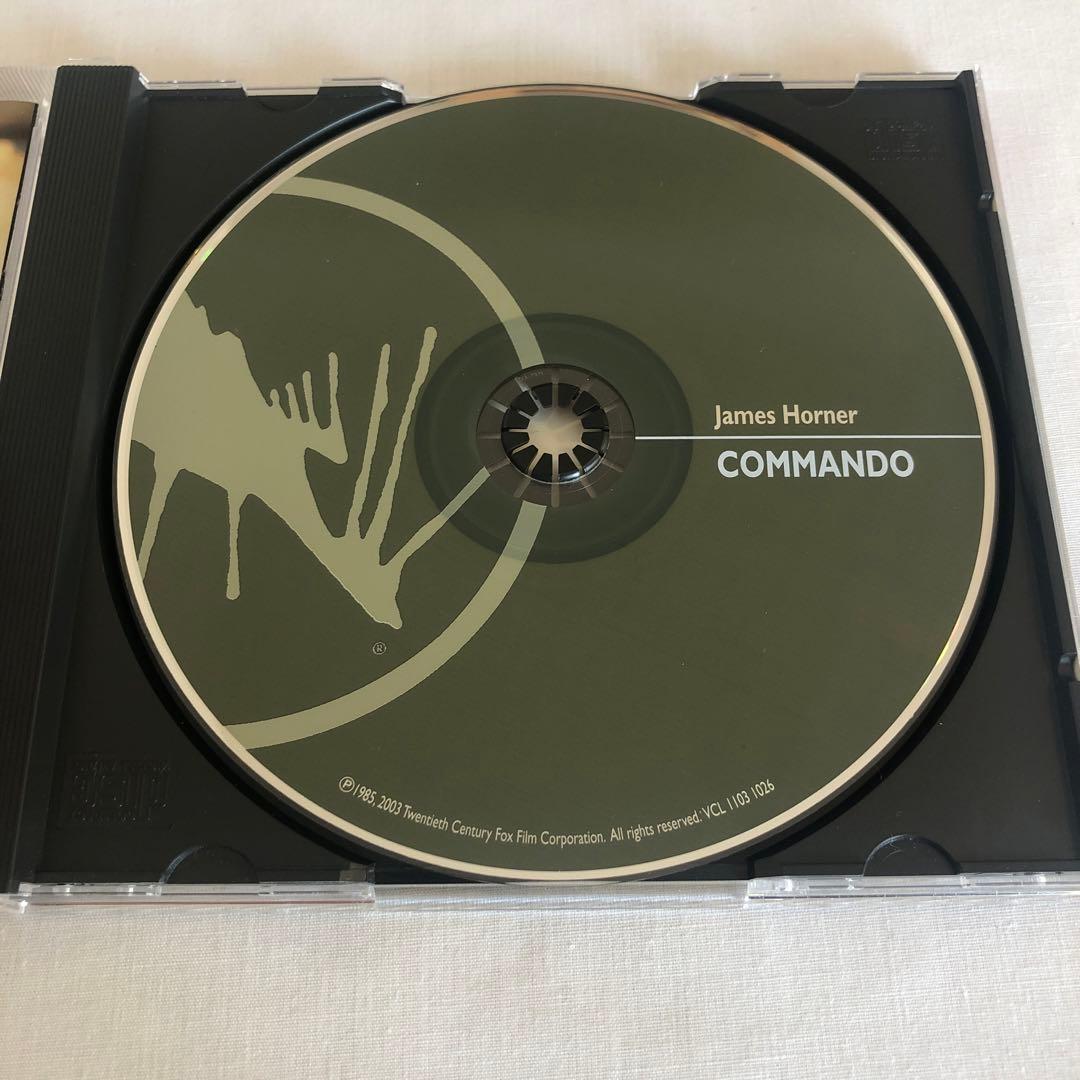 James Horner
COMMANDO
®
℗1985, 2003 Twentieth Century Fox Film Corporation. All rights reserved. VCL 1103 1026